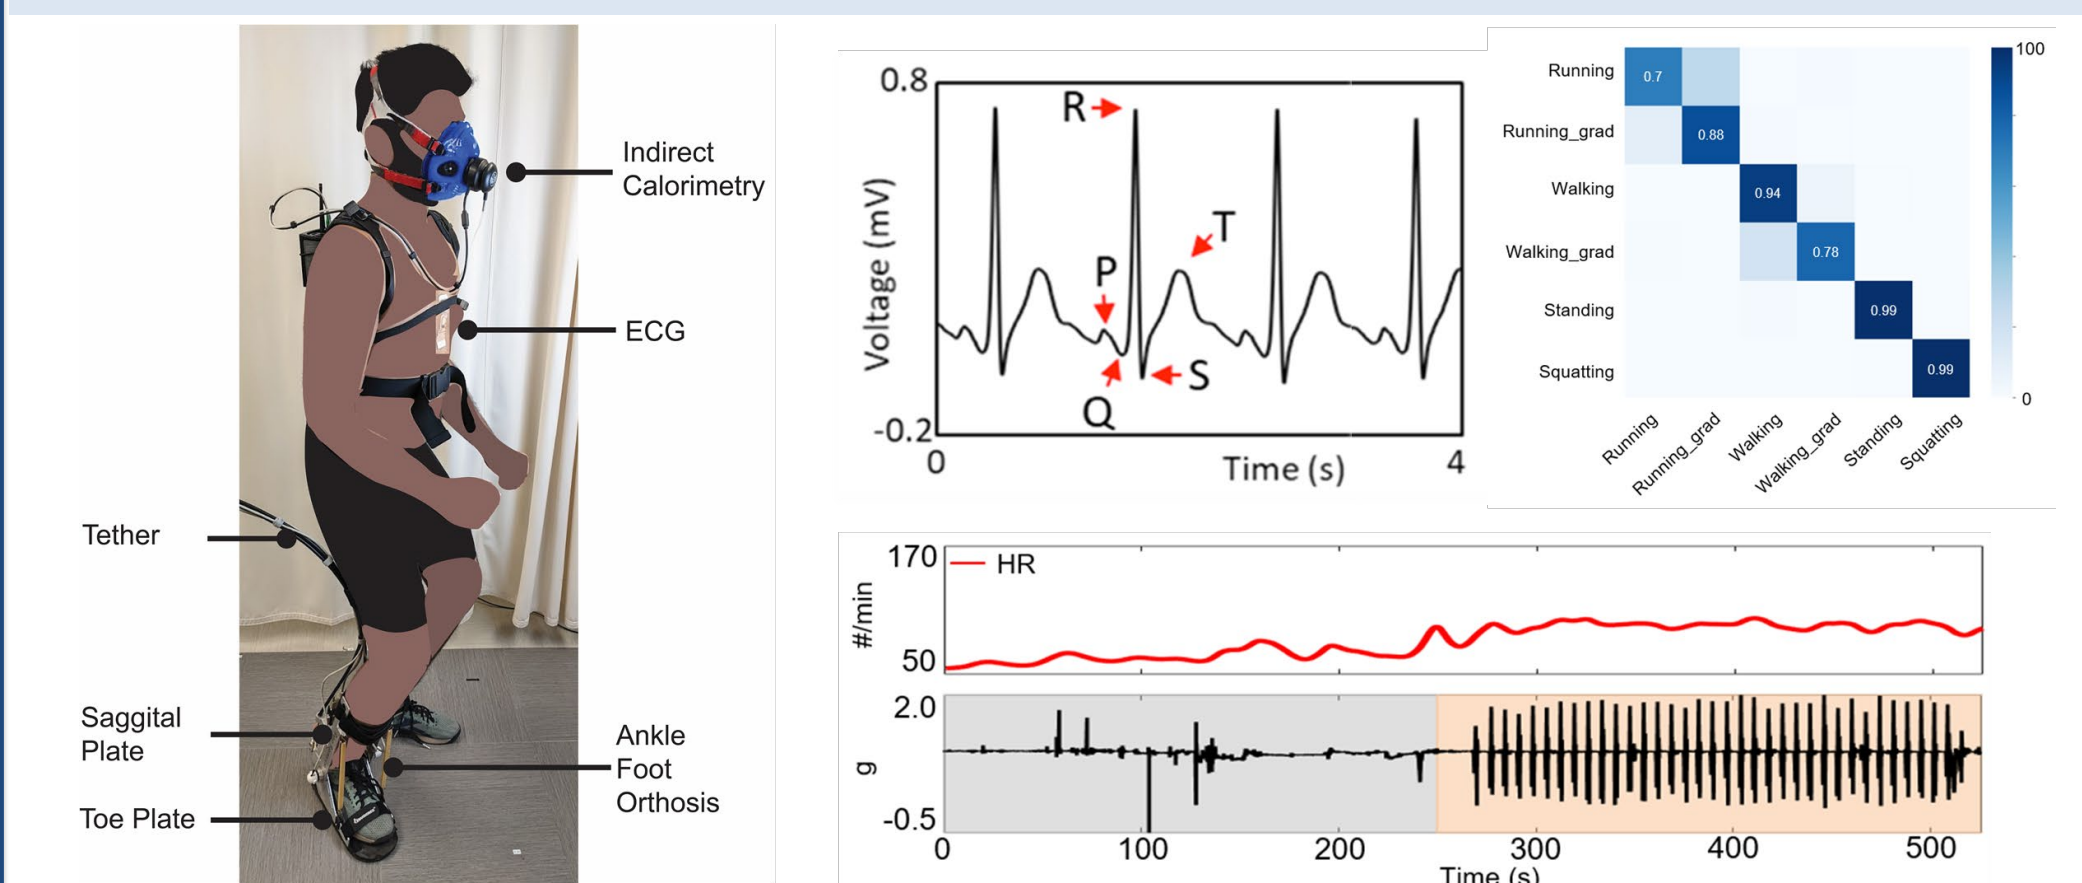 Indirect
Calorimetry
ECG
Tether
Saggital
Plate
Toe Plate
Ankle
Foot
Orthosis
0.8
Voltage (mV)
-0.2
R
P
T
Q
S
0
Time (s)
4
Running
Running_grad
Walking
Walking_grad
Standing
Squatting
0.7
0.88
0.94
0.78
0.99
0.99
100
0
Running
Running_grad
Walking
Walking_grad
Standing
Squatting
170
HR
#/min
50
2.0
g
-0.5
0
100
200
300
400
500
Time (s)